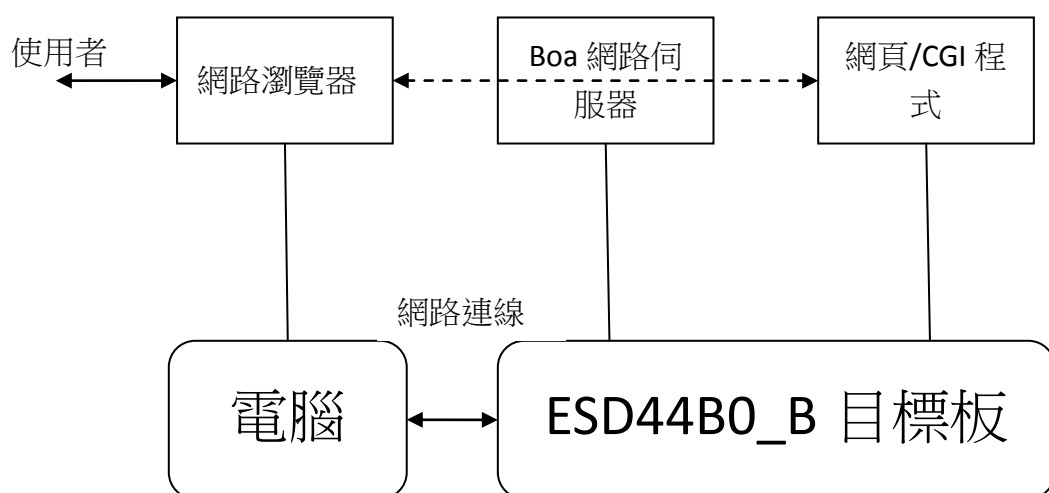 使用者
網路瀏覽器
Boa 網路伺
服器
網頁/CGI 程
式
網路連線
電腦
ESD44B0_B 目標板